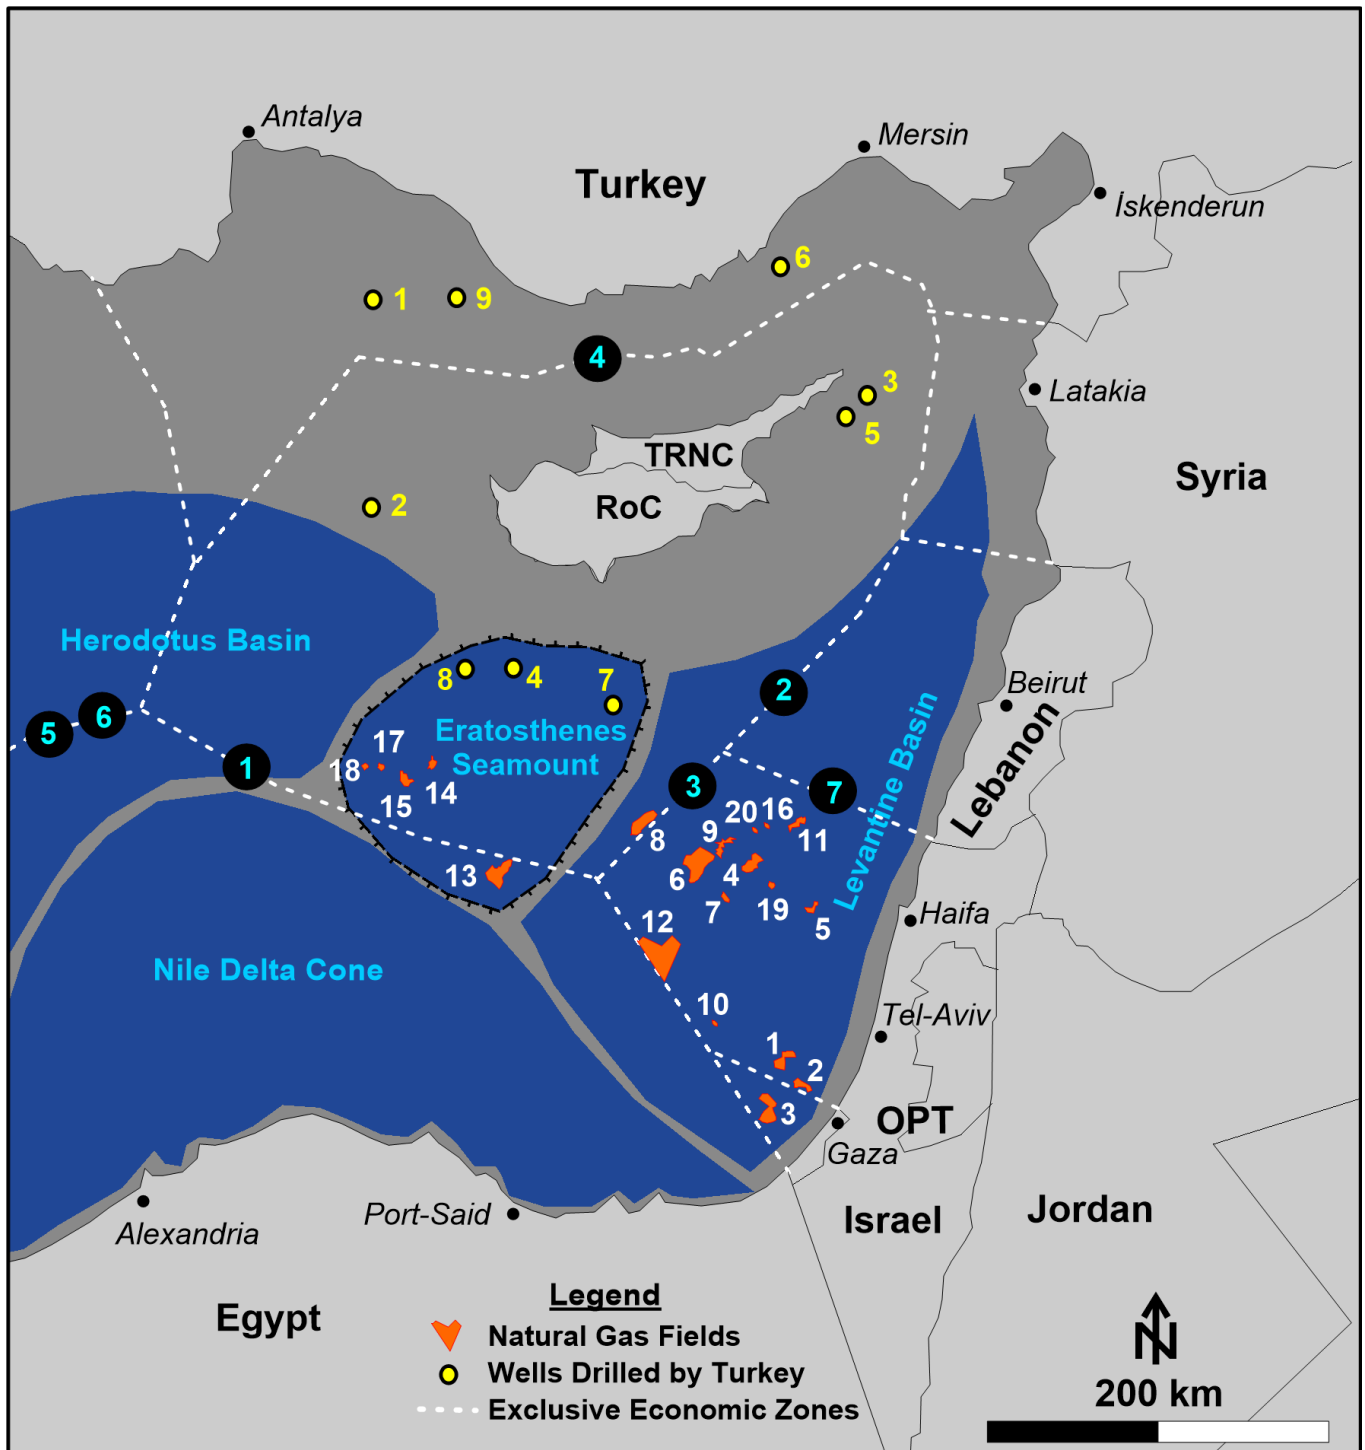 Antalya
Mersin
Turkey
İskenderun
6
1
9
4
3
5
Latakia
TRNC
RoC
Syria
2
Herodotus Basin
8
4
7
2
Beirut
5
6
Eratosthenes
Seamount
Levantine Basin
Lebanon
1
17
18
15
14
3
7
20
16
8
9
11
6
4
13
7
19
5
Haifa
12
Nile Delta Cone
10
Tel-Aviv
1
2
3
OPT
Gaza
Alexandria
Port-Said
Israel
Jordan
Egypt
Legend
Natural Gas Fields
Wells Drilled by Turkey
Exclusive Economic Zones
N
200 km